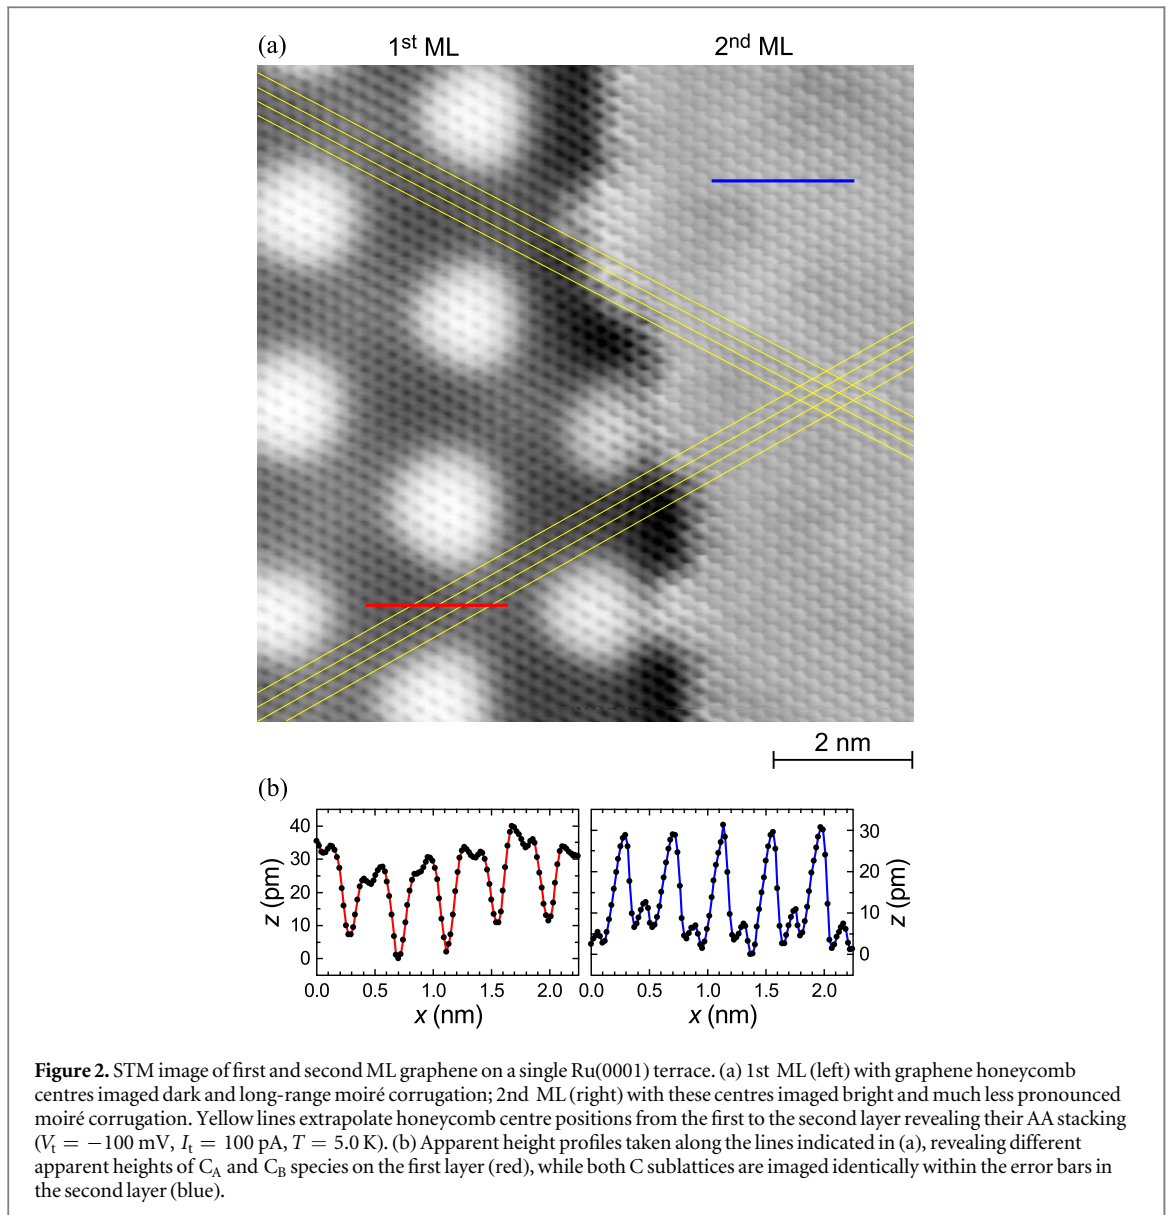 (a)
1st ML
2nd ML
2 nm
(b)
40
30
20
10
0
z (pm)
0.0 0.5 1.0 1.5 2.0
x (nm)
30
20
10
0
z (pm)
0.0 0.5 1.0 1.5 2.0
x (nm)
Figure 2. STM image of first and second ML graphene on a single Ru(0001) terrace. (a) 1st ML (left) with graphene honeycomb
centres imaged dark and long-range moiré corrugation; 2nd ML (right) with these centres imaged bright and much less pronounced
moiré corrugation. Yellow lines extrapolate honeycomb centre positions from the first to the second layer revealing their AA stacking
(Vt = −100 mV, It = 100 pA, T = 5.0 K). (b) Apparent height profiles taken along the lines indicated in (a), revealing different
apparent heights of CA and CB species on the first layer (red), while both C sublattices are imaged identically within the error bars in
the second layer (blue).